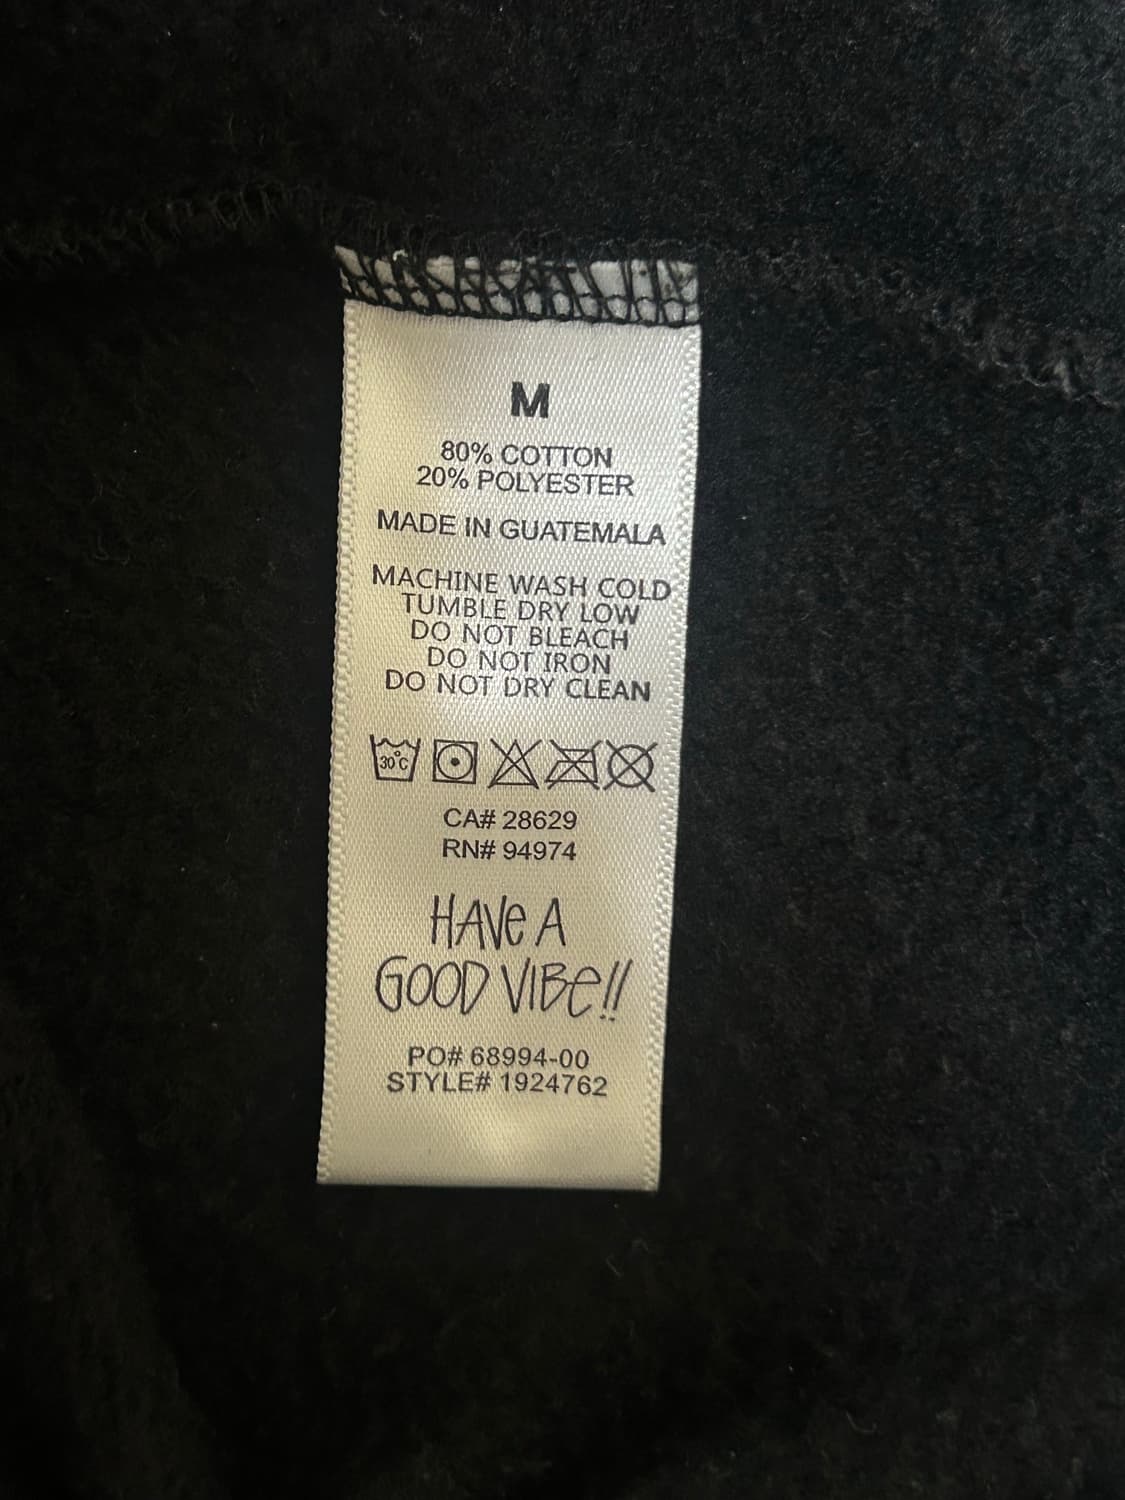 M
80% COTTON
20% POLYESTER
MADE IN GUATEMALA
MACHINE WASH COLD
TUMBLE DRY LOW
DO NOT BLEACH
DO NOT IRON
DO NOT DRY CLEAN
30°C
CA# 28629
RN# 94974
HAVe A
GOOD VIBe!!
PO# 68994-00
STYLE# 1924762